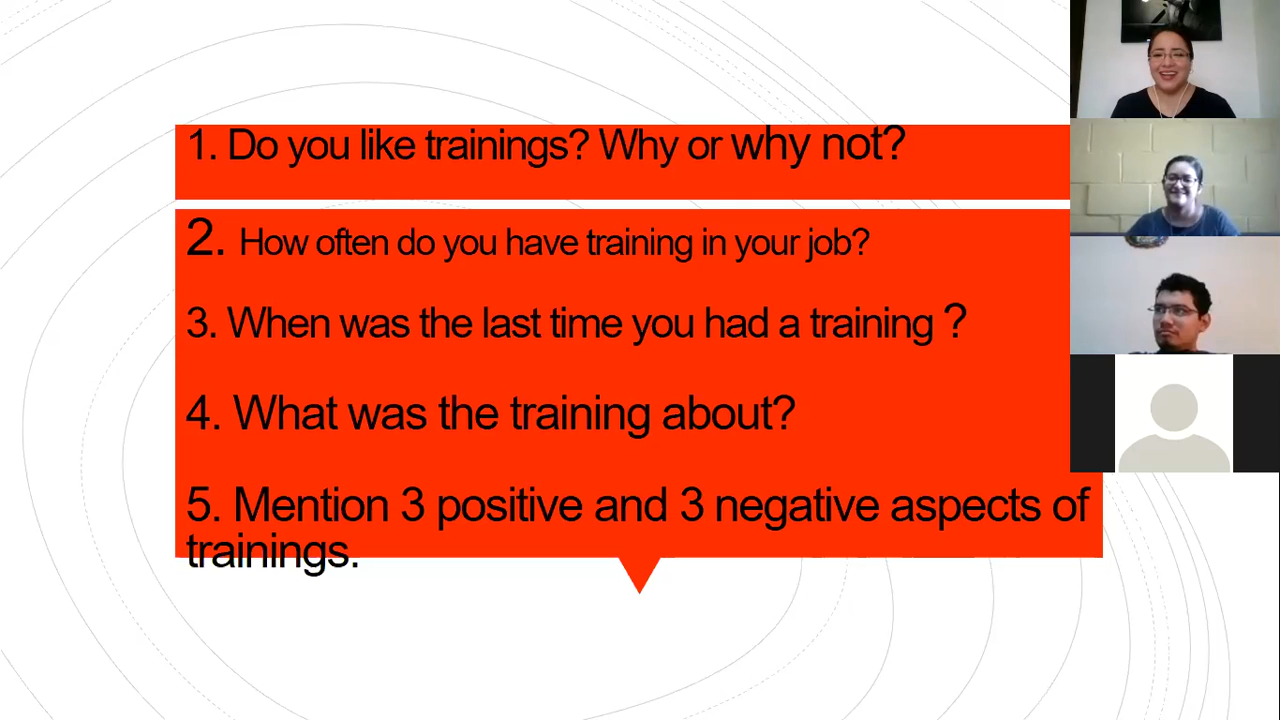 1. Do you like trainings? Why or why not?
2. How often do you have training in your job?
3. When was the last time you had a training ?
4. What was the training about?
5. Mention 3 positive and 3 negative aspects of
trainings.